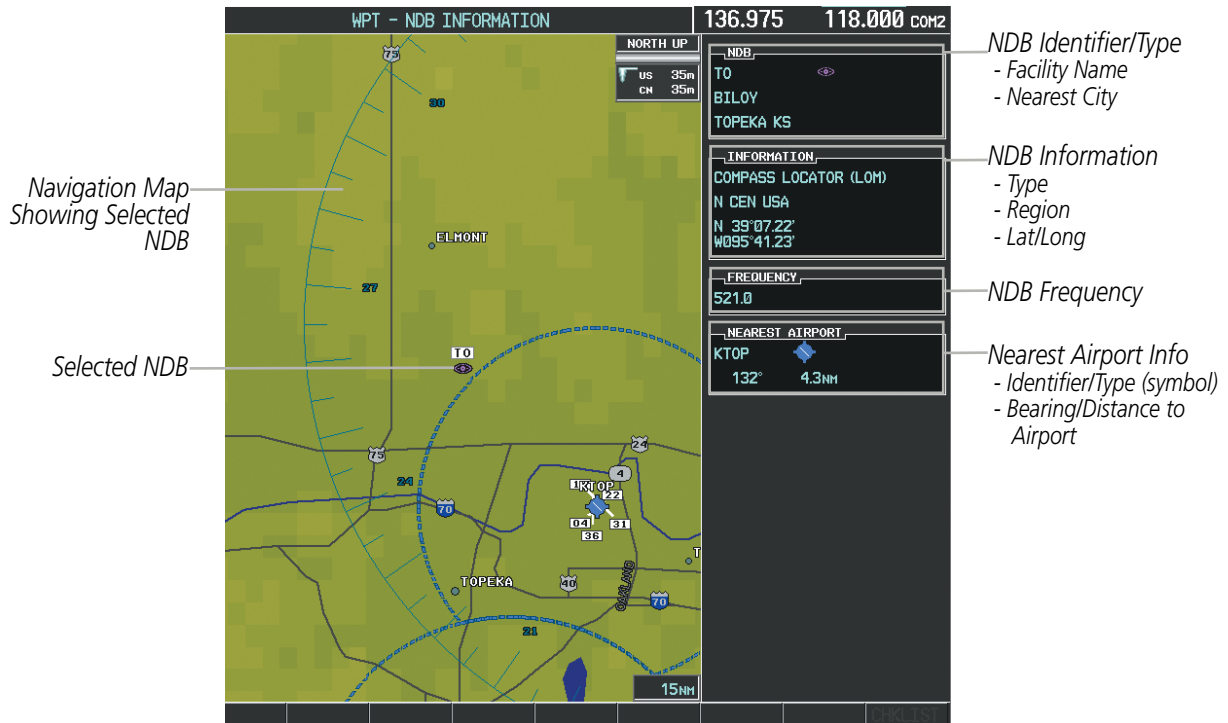 WPT - NDB INFORMATION
136.975
118.000 COM2
NORTH UP
US 35m
CN 35m
75
30
ELMONT
27
TO
24
75
24
4
KTOP
22
70
04
31
36
TOPEKA
40
OAKLAND
70
21
15NM
NDB
TO
BILOY
TOPEKA KS
INFORMATION
COMPASS LOCATOR (LOM)
N CEN USA
N 39°07.22'
W095°41.23'
FREQUENCY
521.0
NEAREST AIRPORT
KTOP
132° 4.3NM
CHKLIST
Navigation Map
Showing Selected
NDB
Selected NDB
NDB Identifier/Type
- Facility Name
- Nearest City
NDB Information
- Type
- Region
- Lat/Long
NDB Frequency
Nearest Airport Info
- Identifier/Type (symbol)
- Bearing/Distance to
Airport